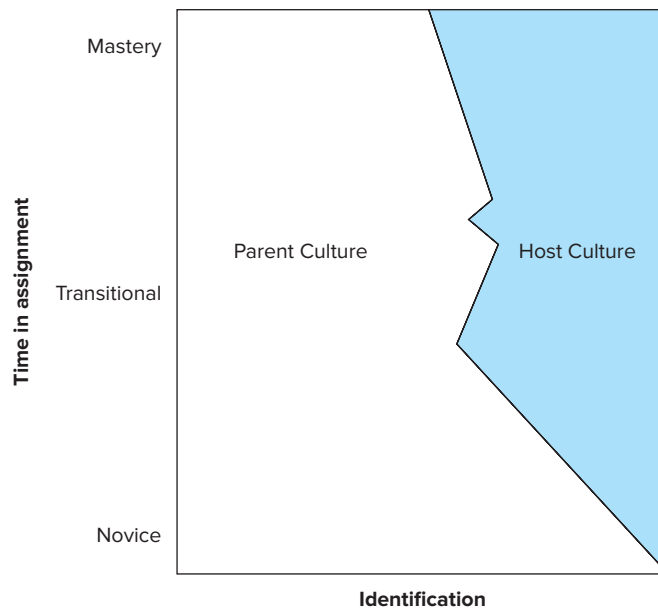 Mastery
Time in assignment
Parent Culture
Host Culture
Transitional
Novice
Identification